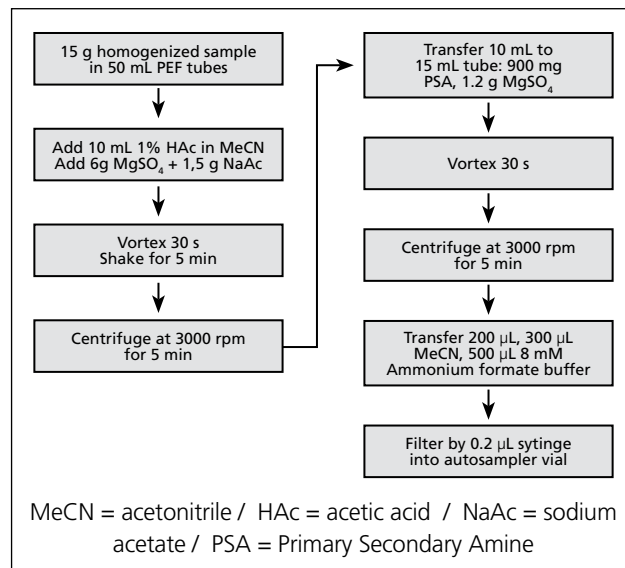 15 g homogenized sample
in 50 mL PEF tubes
Add 10 mL 1% HAc in MeCN
Add 6g MgSO₄ + 1,5 g NaAc
Vortex 30 s
Shake for 5 min
Centrifuge at 3000 rpm
for 5 min
Transfer 10 mL to
15 mL tube: 900 mg
PSA, 1.2 g MgSO₄
Vortex 30 s
Centrifuge at 3000 rpm
for 5 min
Transfer 200 µL, 300 µL
MeCN, 500 µL 8 mM
Ammonium formate buffer
Filter by 0.2 µL sytinge
into autosampler vial
MeCN = acetonitrile / HAc = acetic acid / NaAc = sodium
acetate / PSA = Primary Secondary Amine